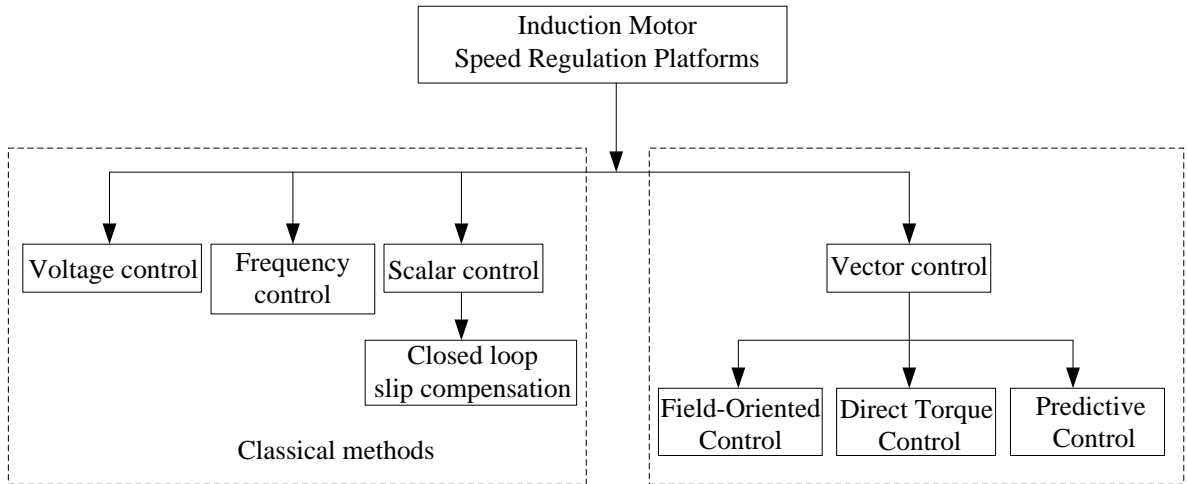 Induction Motor
Speed Regulation Platforms
Voltage control
Frequency
control
Scalar control
Vector control
Closed loop
slip compensation
Field-Oriented
Control
Direct Torque
Control
Predictive
Control
Classical methods